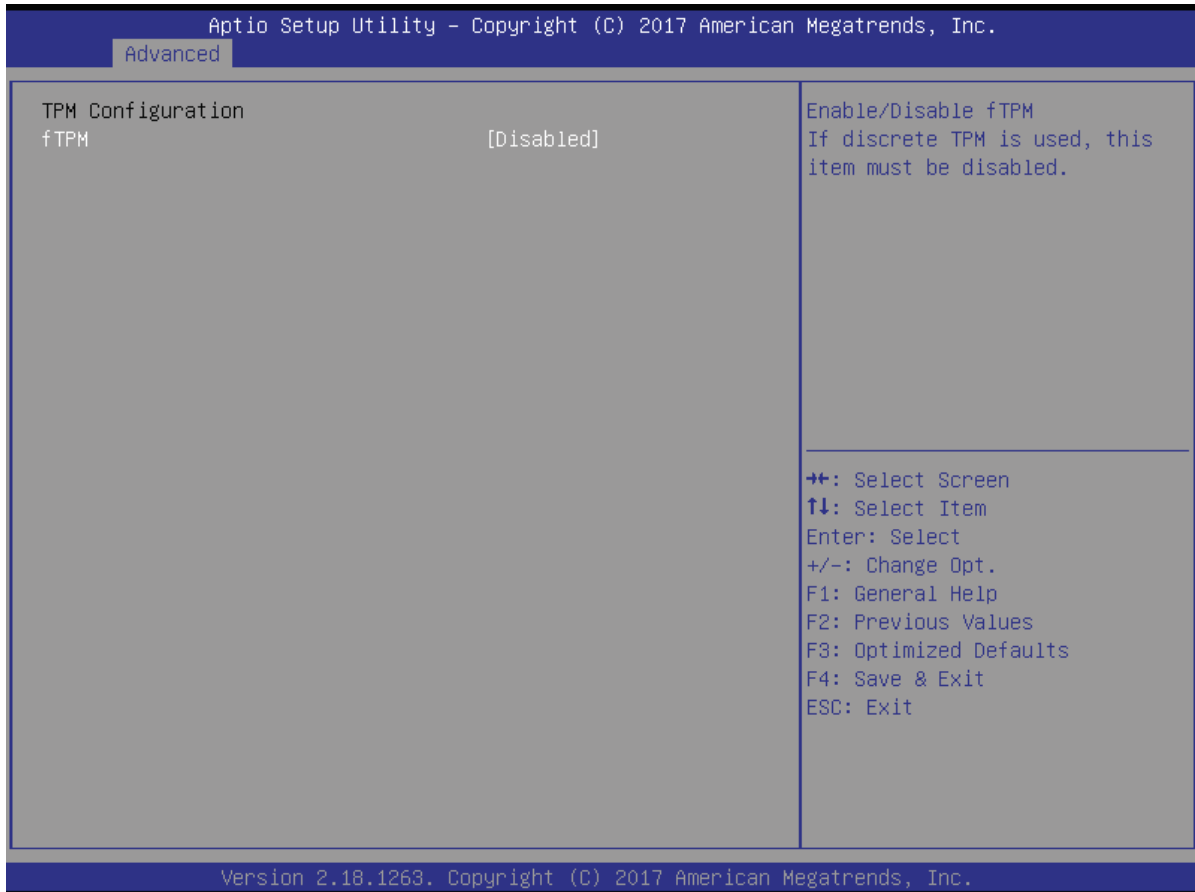 Aptio Setup Utility – Copyright (C) 2017 American Megatrends, Inc.
Advanced
TPM Configuration
fTPM [Disabled]
Enable/Disable fTPM
If discrete TPM is used, this
item must be disabled.
→←: Select Screen
↑↓: Select Item
Enter: Select
+/-: Change Opt.
F1: General Help
F2: Previous Values
F3: Optimized Defaults
F4: Save & Exit
ESC: Exit
Version 2.18.1263. Copyright (C) 2017 American Megatrends, Inc.